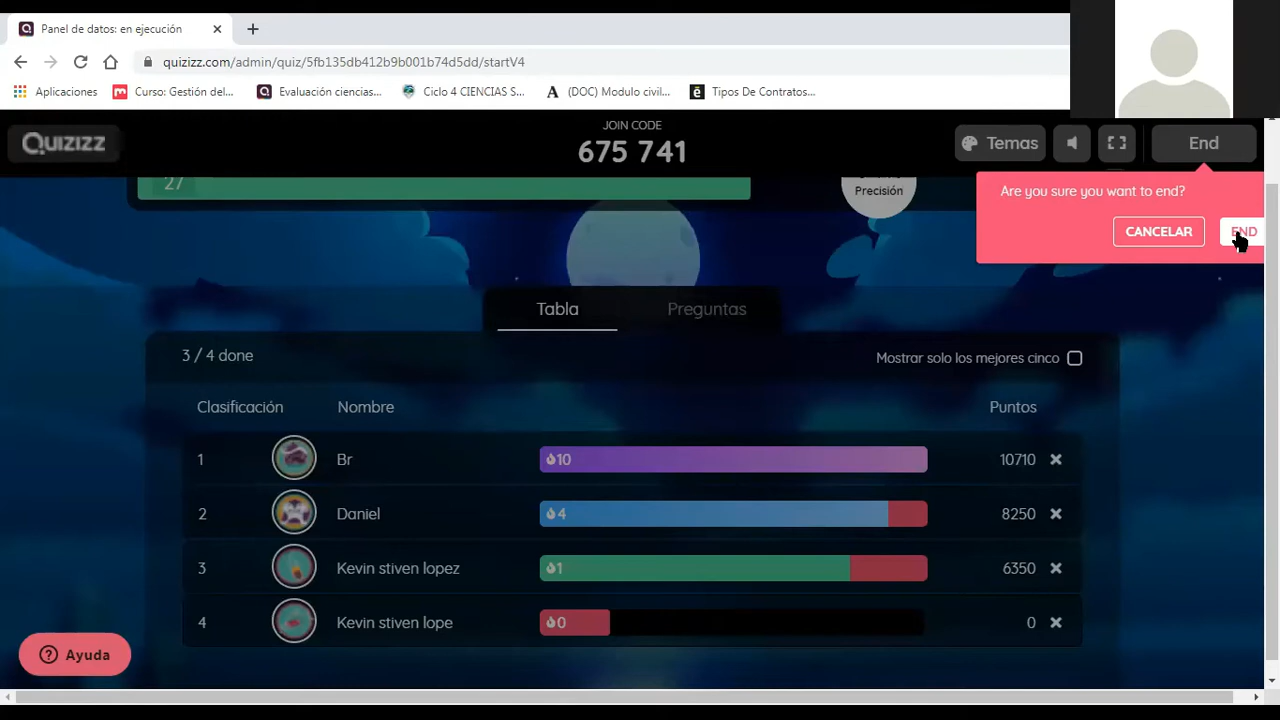 Panel de datos: en ejecución
quizizz.com/admin/quiz/5fb135db412b9b001b74d5dd/startV4
Aplicaciones
Curso: Gestión del...
Evaluación ciencias...
Ciclo 4 CIENCIAS S...
(DOC) Modulo civil...
Tipos De Contratos...
Quizizz
JOIN CODE
675 741
Temas
End
27
Precisión
Are you sure you want to end?
CANCELAR
END
Tabla
Preguntas
3 / 4 done
Mostrar solo los mejores cinco
Clasificación Nombre Puntos
1 Br 10 10710
2 Daniel 4 8250
3 Kevin stiven lopez 1 6350
4 Kevin stiven lope 0 0
Ayuda